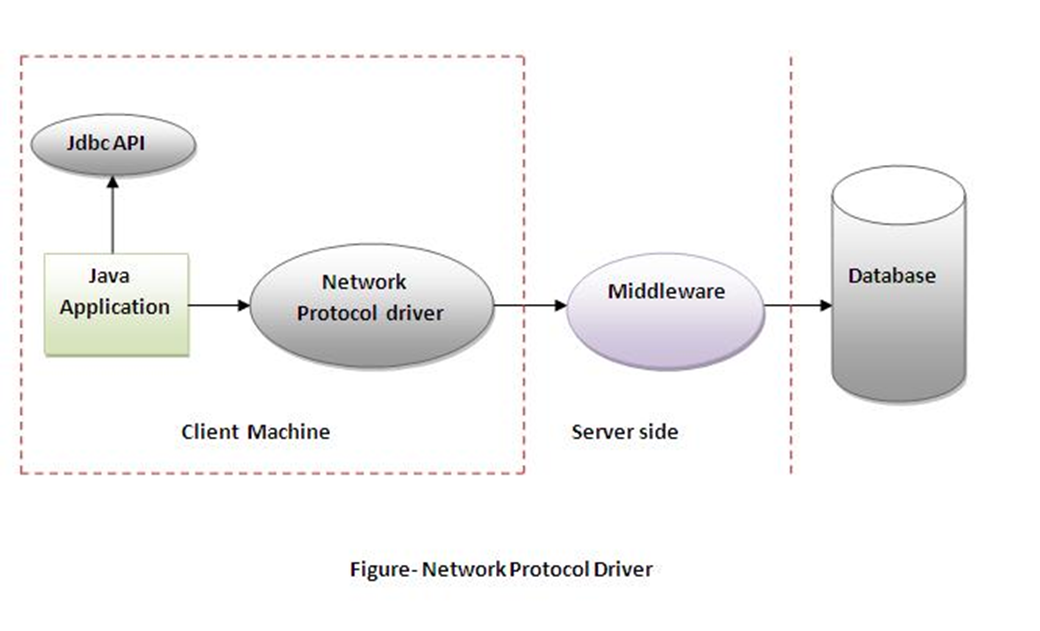 Jdbc API
Java
Application
Network
Protocol driver
Middleware
Database
Client Machine
Server side
Figure- Network Protocol Driver